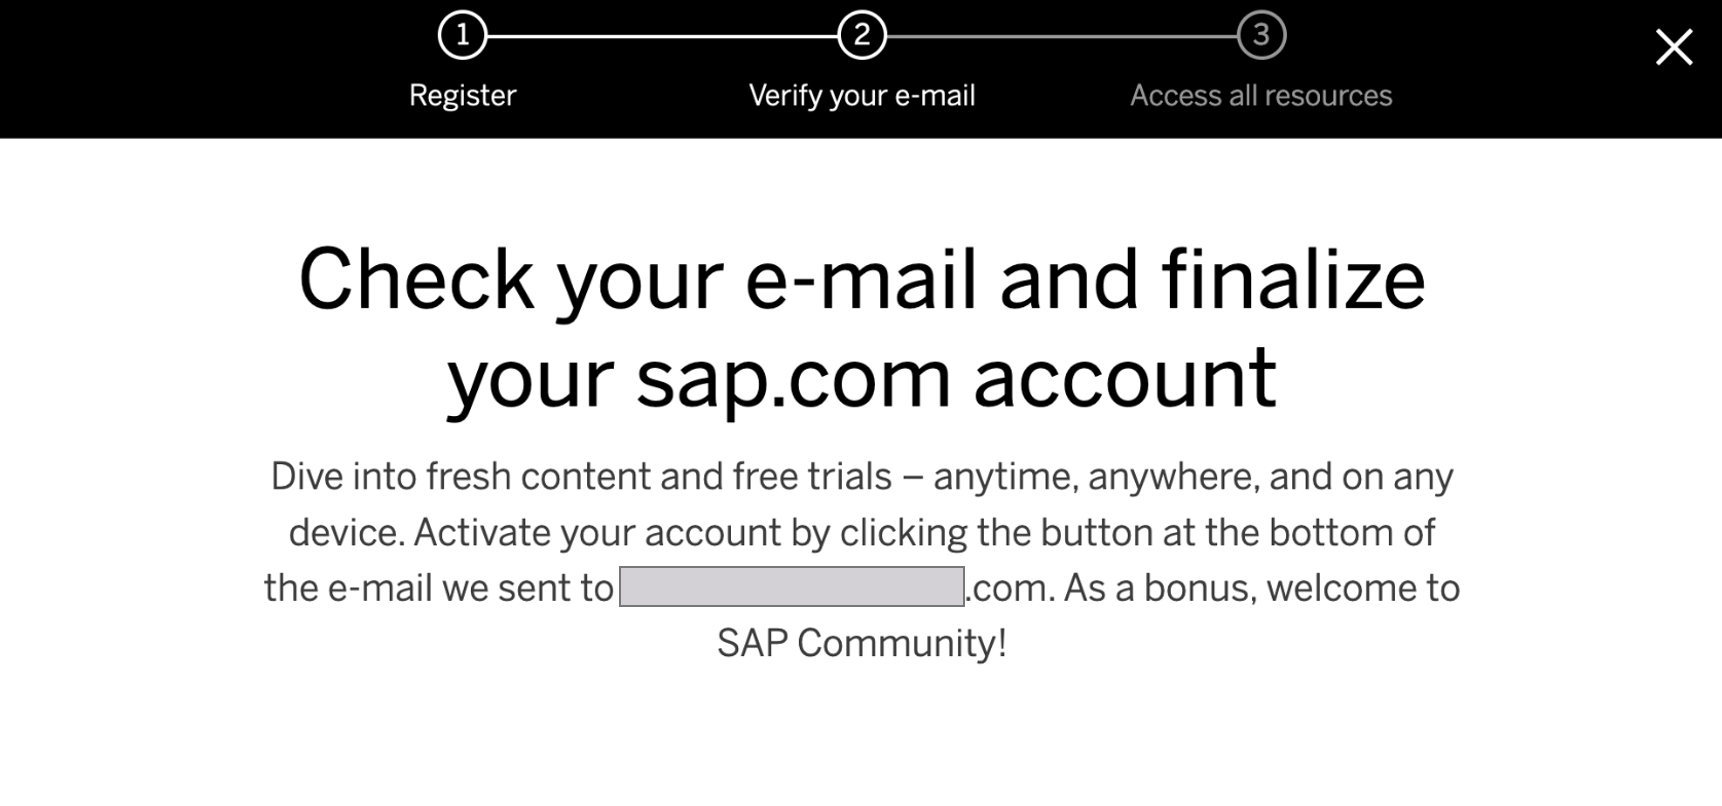 1
2
3
Register
Verify your e-mail
Access all resources
Check your e-mail and finalize
your sap.com account
Dive into fresh content and free trials – anytime, anywhere, and on any
device. Activate your account by clicking the button at the bottom of
the e-mail we sent to .com. As a bonus, welcome to
SAP Community!